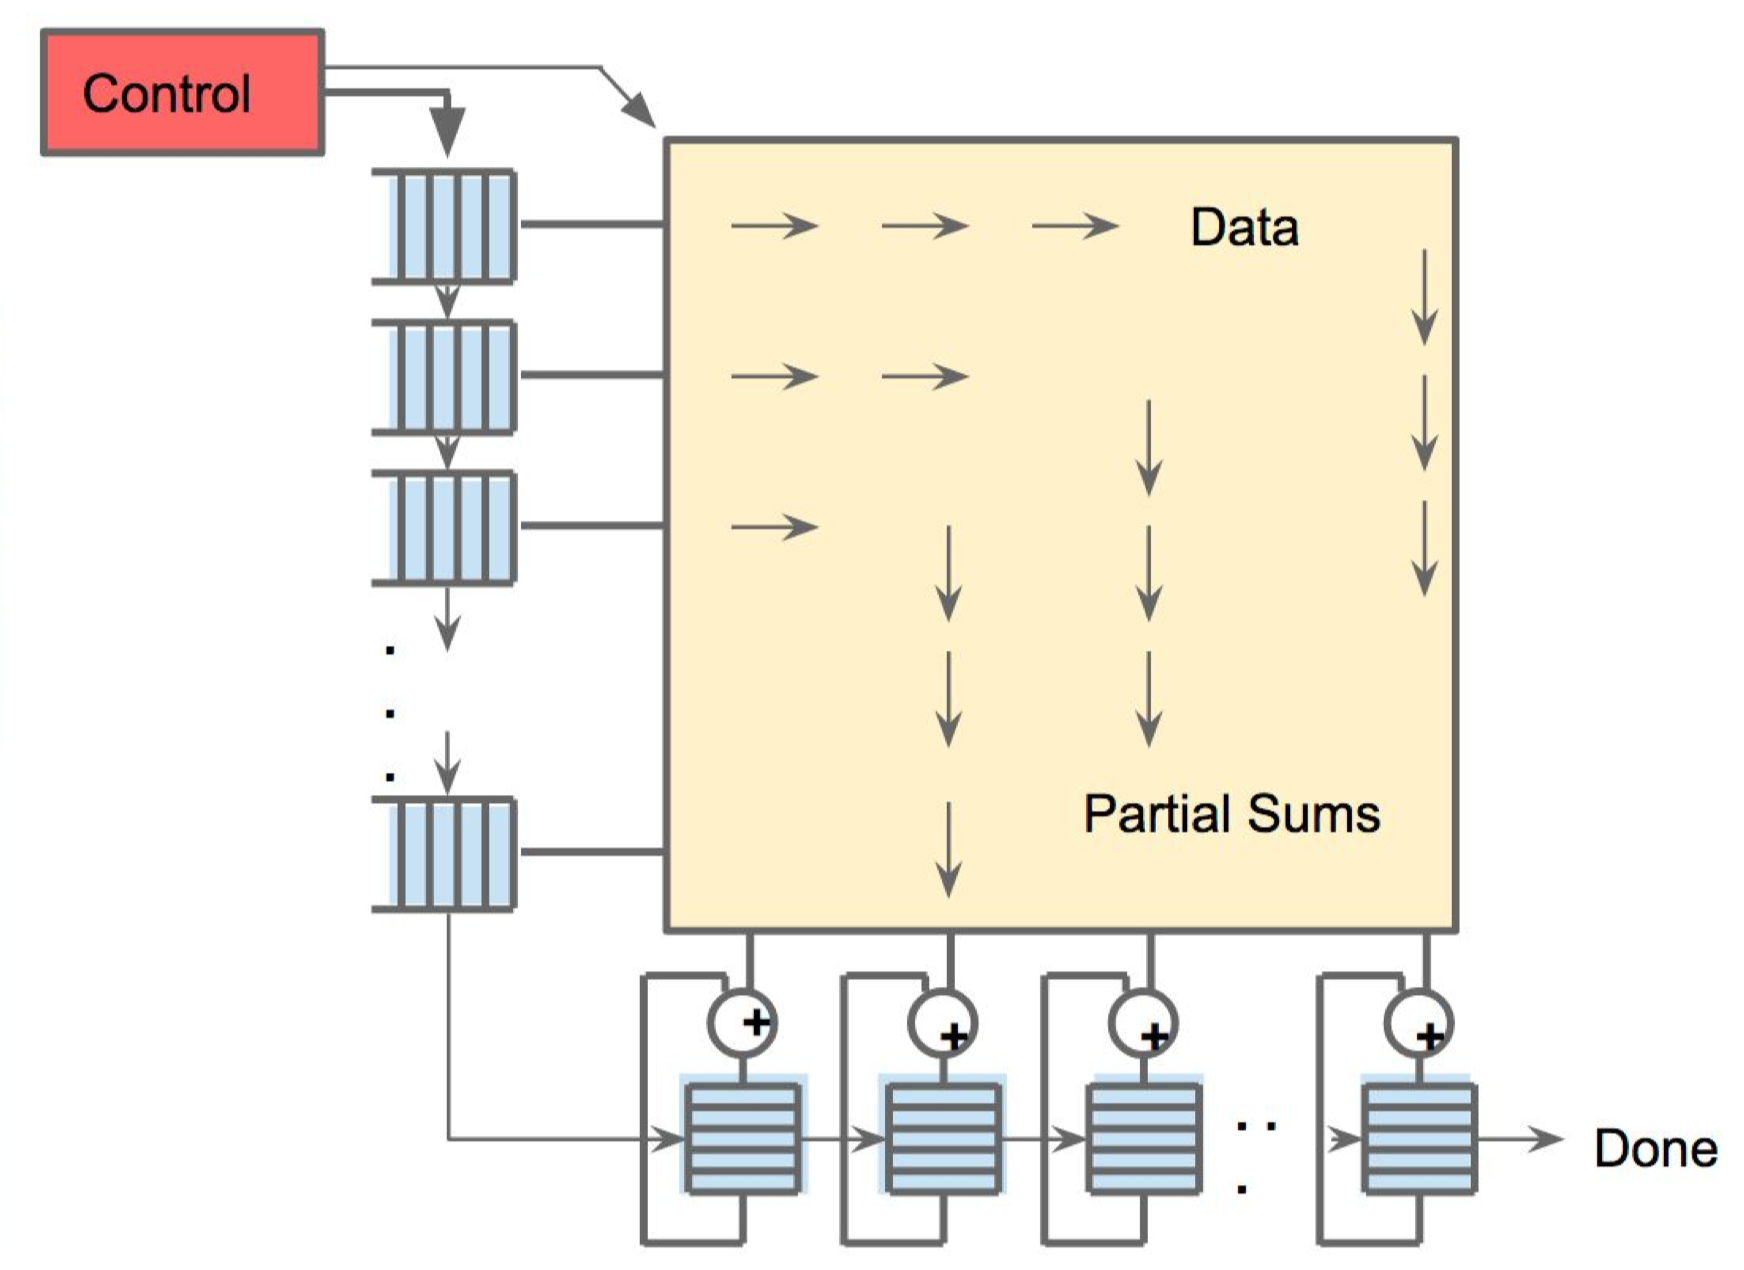 Control
Data
Partial Sums
+
+
+
+
Done